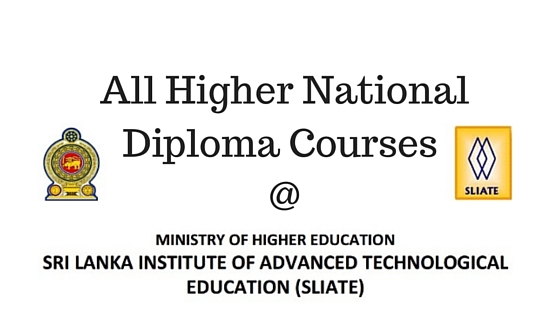 All Higher National
Diploma Courses
@
SLIATE
MINISTRY OF HIGHER EDUCATION
SRI LANKA INSTITUTE OF ADVANCED TECHNOLOGICAL
EDUCATION (SLIATE)